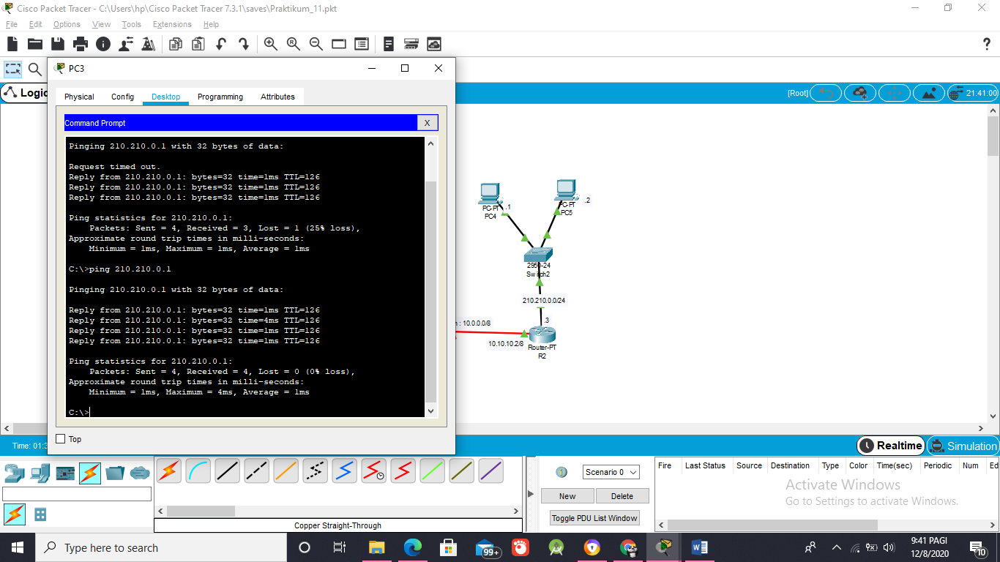 Cisco Packet Tracer - C:\Users\hp\Cisco Packet Tracer 7.3.1\saves\Praktikum_11.pkt
File Edit Options View Tools Extensions Help
?
PC3
Logic
[Root]
21:41:00
Physical Config Desktop Programming Attributes
Command Prompt
X
Pinging 210.210.0.1 with 32 bytes of data:
Request timed out.
Reply from 210.210.0.1: bytes=32 time=1ms TTL=126
Reply from 210.210.0.1: bytes=32 time=1ms TTL=126
Reply from 210.210.0.1: bytes=32 time=1ms TTL=126
Ping statistics for 210.210.0.1:
Packets: Sent = 4, Received = 3, Lost = 1 (25% loss),
Approximate round trip times in milli-seconds:
Minimum = 1ms, Maximum = 1ms, Average = 1ms
C:\>ping 210.210.0.1
Pinging 210.210.0.1 with 32 bytes of data:
Reply from 210.210.0.1: bytes=32 time=1ms TTL=126
Reply from 210.210.0.1: bytes=32 time=4ms TTL=126
Reply from 210.210.0.1: bytes=32 time=1ms TTL=126
Reply from 210.210.0.1: bytes=32 time=1ms TTL=126
Ping statistics for 210.210.0.1:
Packets: Sent = 4, Received = 4, Lost = 0 (0% loss),
Approximate round trip times in milli-seconds:
Minimum = 1ms, Maximum = 4ms, Average = 1ms
C:\>
Top
PC-PT
PC4
.1
PC-PT
PC5
.2
2950-24
Switch2
210.210.0.0/24
.3
: 10.0.0.0/8
10.10.10.2/8
Router-PT
R2
Time: 01:3
Realtime
Simulation
Copper Straight-Through
Scenario 0
New
Delete
Toggle PDU List Window
Fire Last Status Source Destination Type Color Time(sec) Periodic Num Ed
Activate Windows
Go to Settings to activate Windows.
Type here to search
99+
9:41 PAGI
12/8/2020
10